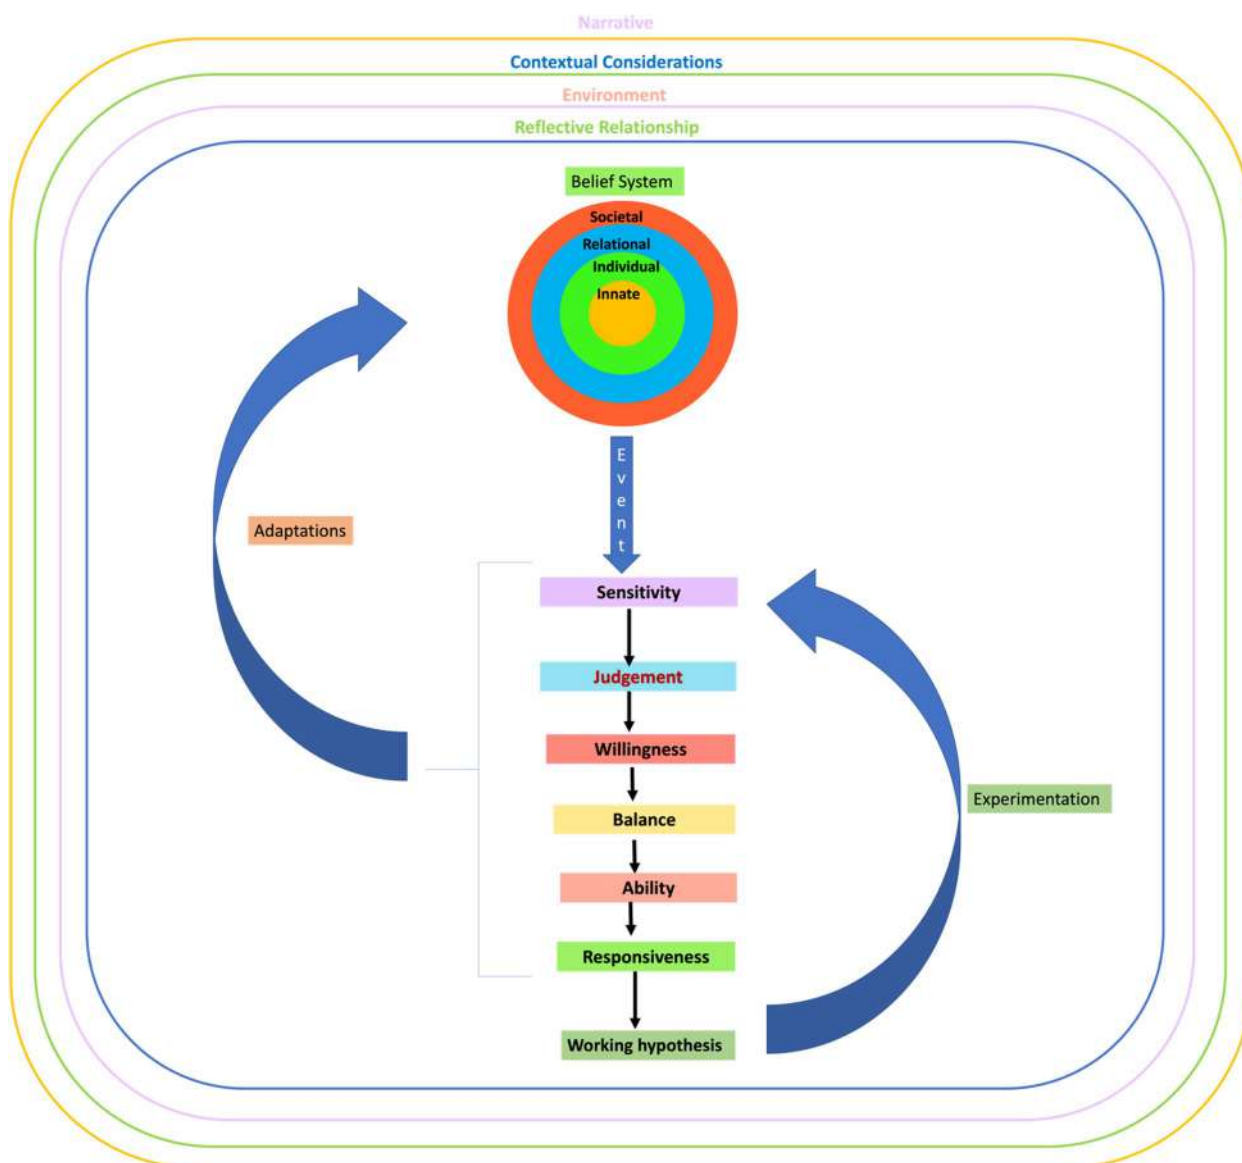 Narrative
Contextual Considerations
Environment
Reflective Relationship
Belief System
Societal
Relational
Individual
Innate
Event
Adaptations
Sensitivity
Judgement
Willingness
Experimentation
Balance
Ability
Responsiveness
Working hypothesis